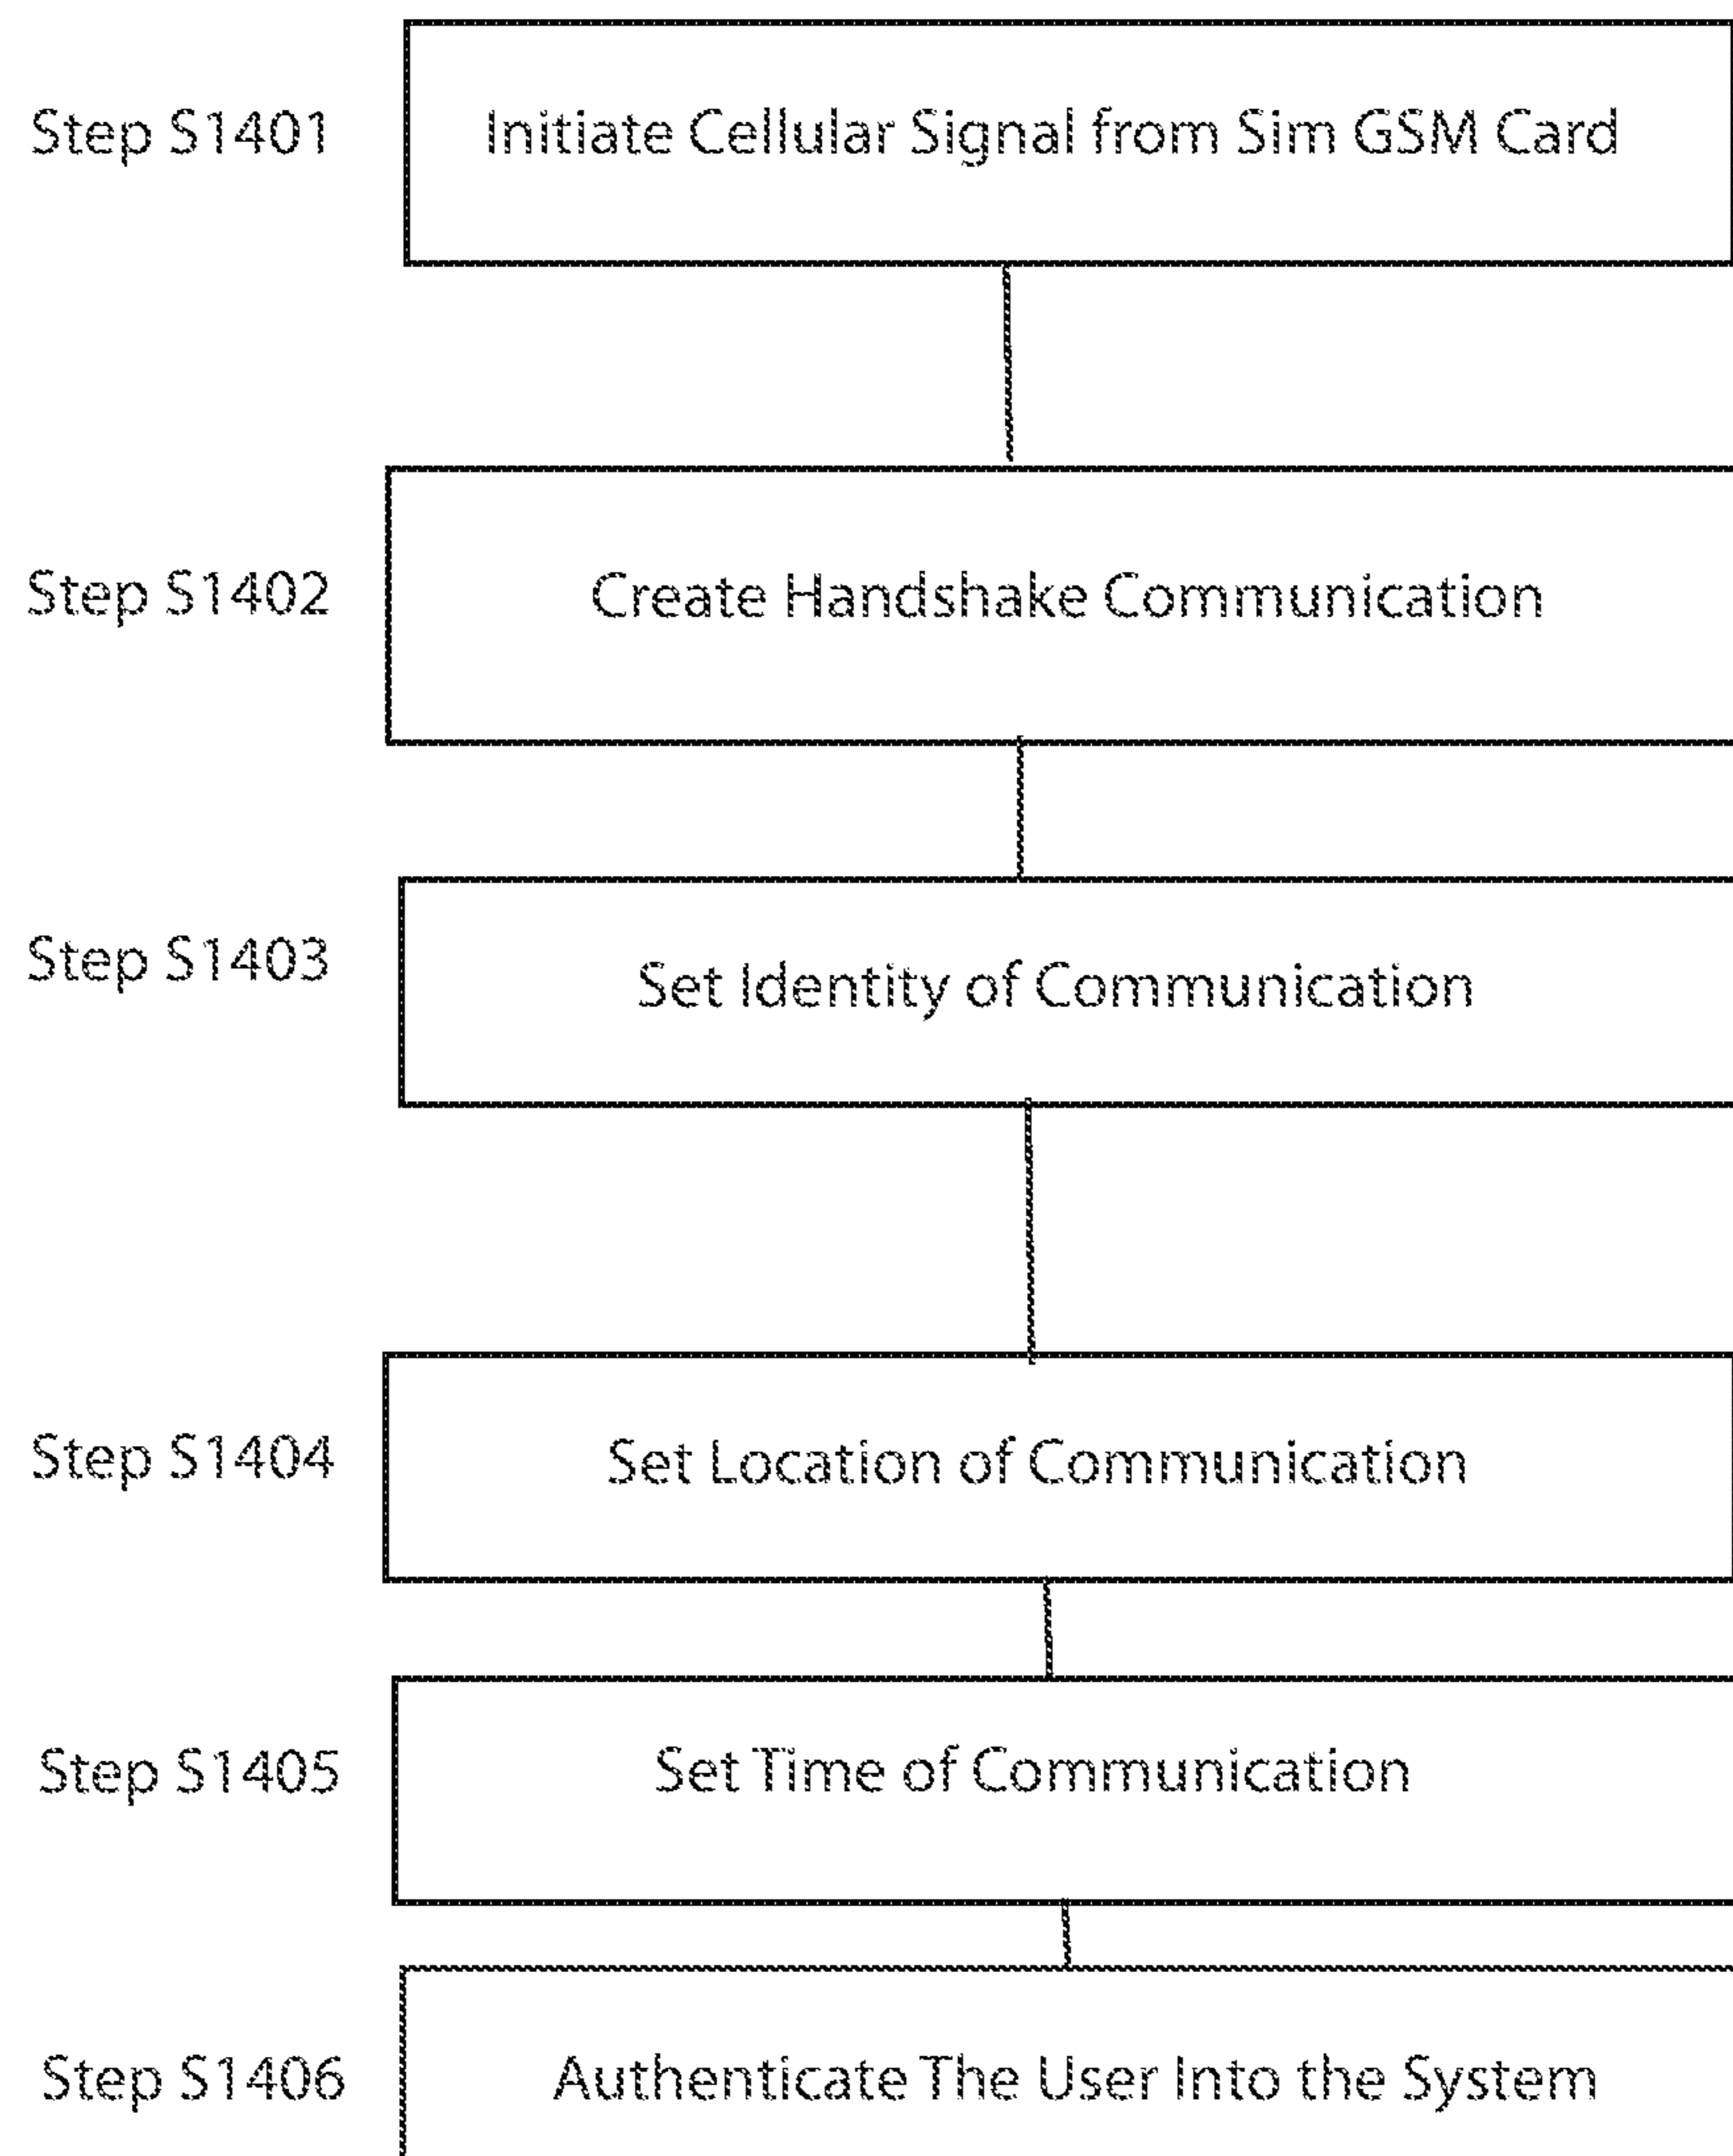 Step S1401 Initiate Cellular Signal from Sim GSM Card
Step S1402 Create Handshake Communication
Step S1403 Set Identity of Communication
Step S1404 Set Location of Communication
Step S1405 Set Time of Communication
Step S1406 Authenticate The User Into the System